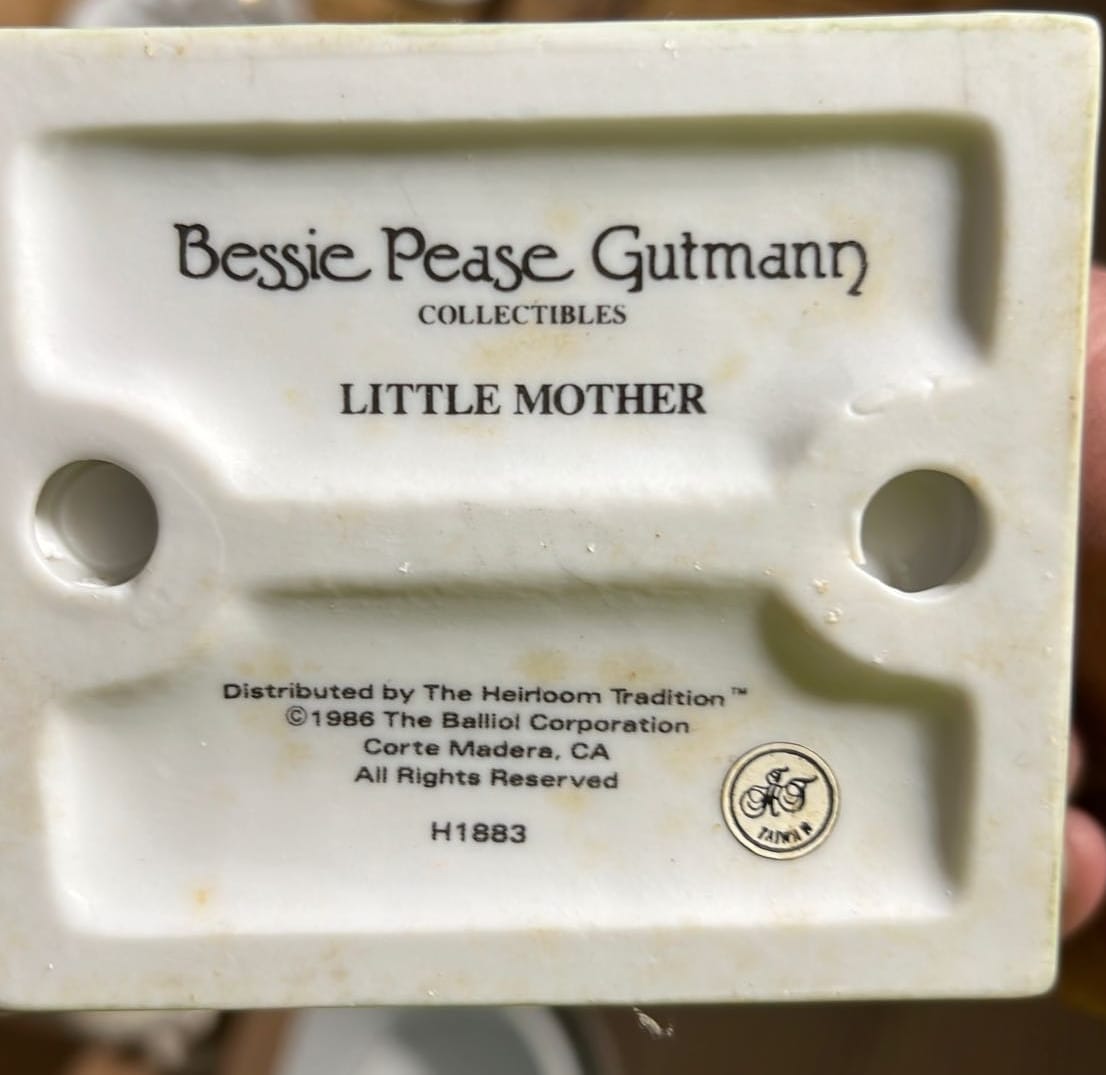 Bessie Pease Gutmann
COLLECTIBLES
LITTLE MOTHER
Distributed by The Heirloom Tradition™
©1986 The Balliol Corporation
Corte Madera, CA
All Rights Reserved
H1883
HT
TAIWAN